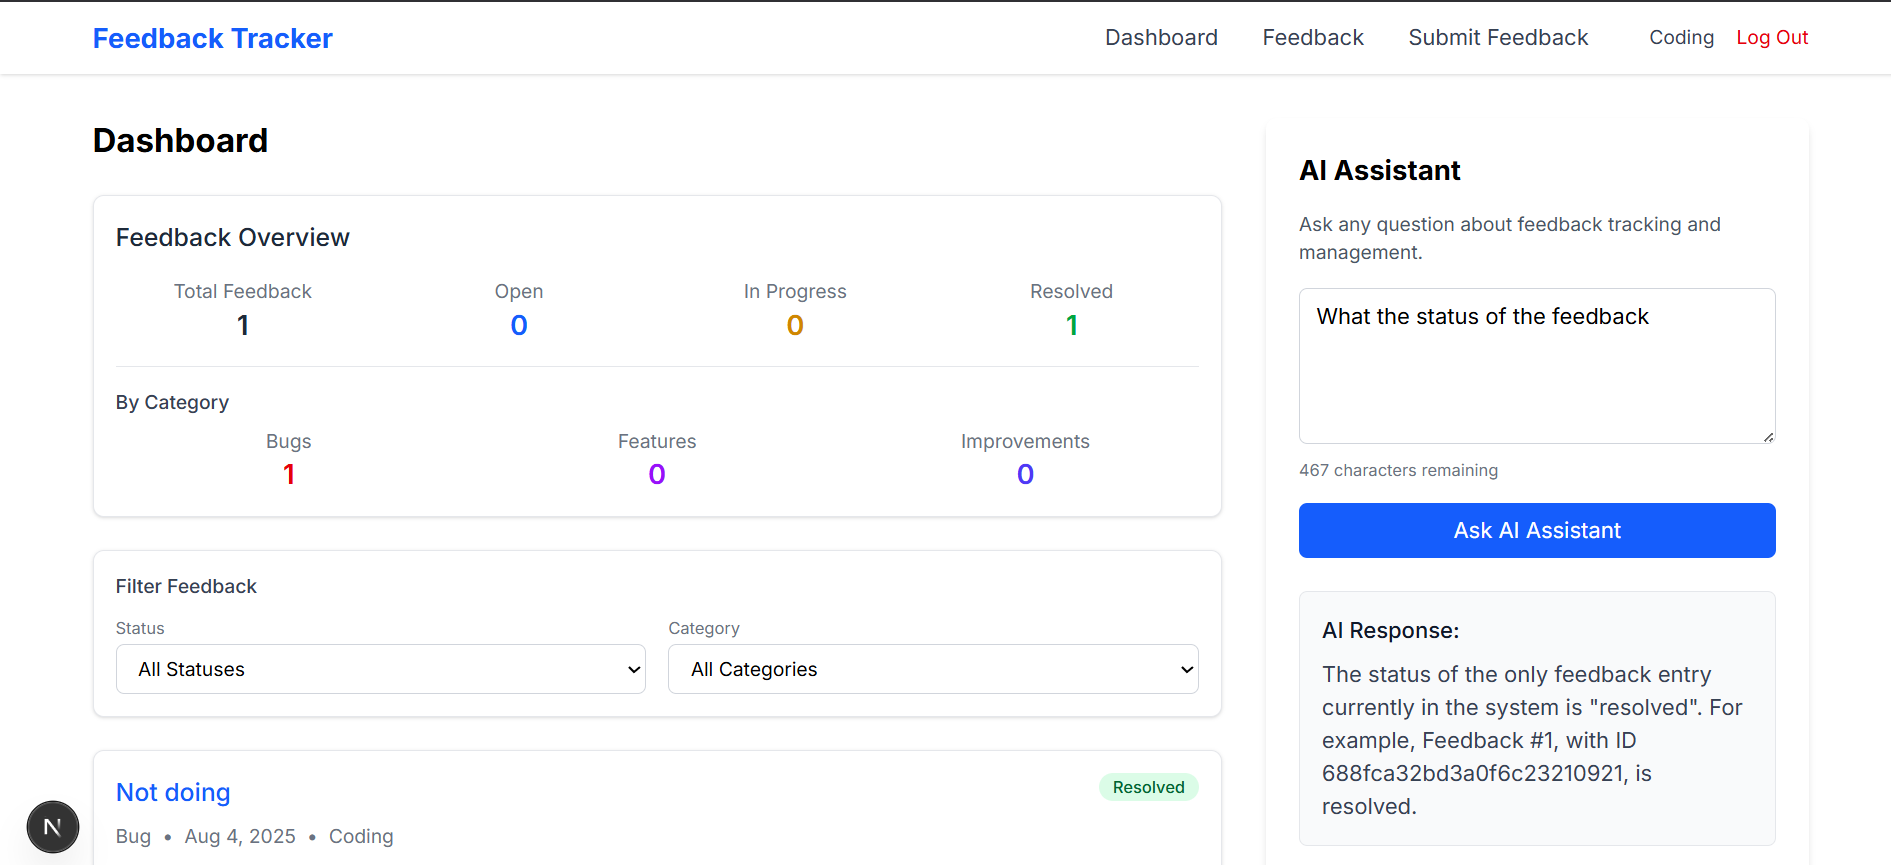 Feedback Tracker
Dashboard
Feedback
Submit Feedback
Coding
Log Out
Dashboard
Feedback Overview
Total Feedback
1
Open
0
In Progress
0
Resolved
1
By Category
Bugs
1
Features
0
Improvements
0
Filter Feedback
Status
All Statuses
Category
All Categories
Not doing
Resolved
Bug • Aug 4, 2025 • Coding
N
AI Assistant
Ask any question about feedback tracking and
management.
What the status of the feedback
467 characters remaining
Ask AI Assistant
AI Response:
The status of the only feedback entry
currently in the system is "resolved". For
example, Feedback #1, with ID
688fca32bd3a0f6c23210921, is
resolved.